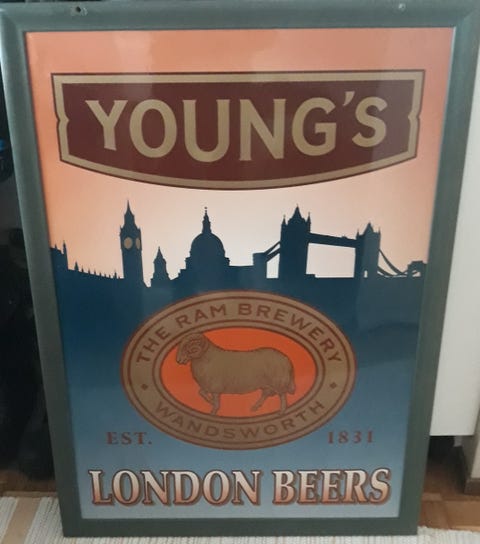 YOUNG'S
THE RAM BREWERY
WANDSWORTH
EST. 1831
LONDON BEERS